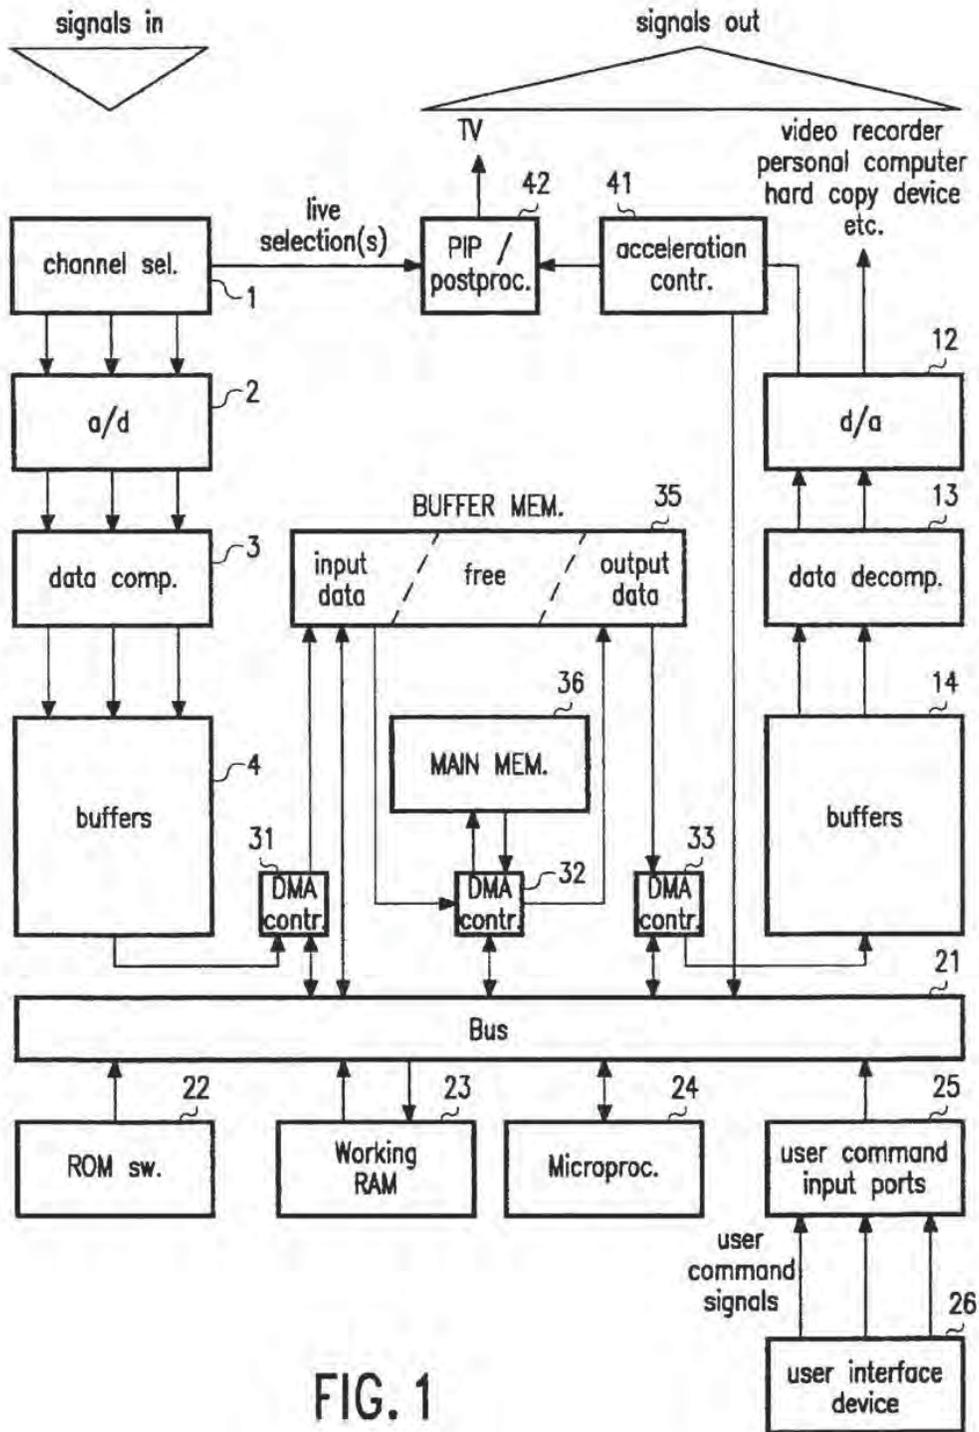 signals in
signals out
TV
video recorder
personal computer
hard copy device
etc.
42
41
live
selection(s)
channel sel.
1
PIP /
postproc.
acceleration
contr.
12
2
a/d
d/a
BUFFER MEM.
35
13
3
data comp.
input
data
free
output
data
data decomp.
36
14
4
MAIN MEM.
buffers
buffers
31
32
33
DMA
contr.
DMA
contr.
DMA
contr.
21
Bus
22
23
24
25
ROM sw.
Working
RAM
Microproc.
user command
input ports
user
command
signals
26
user interface
device
FIG. 1